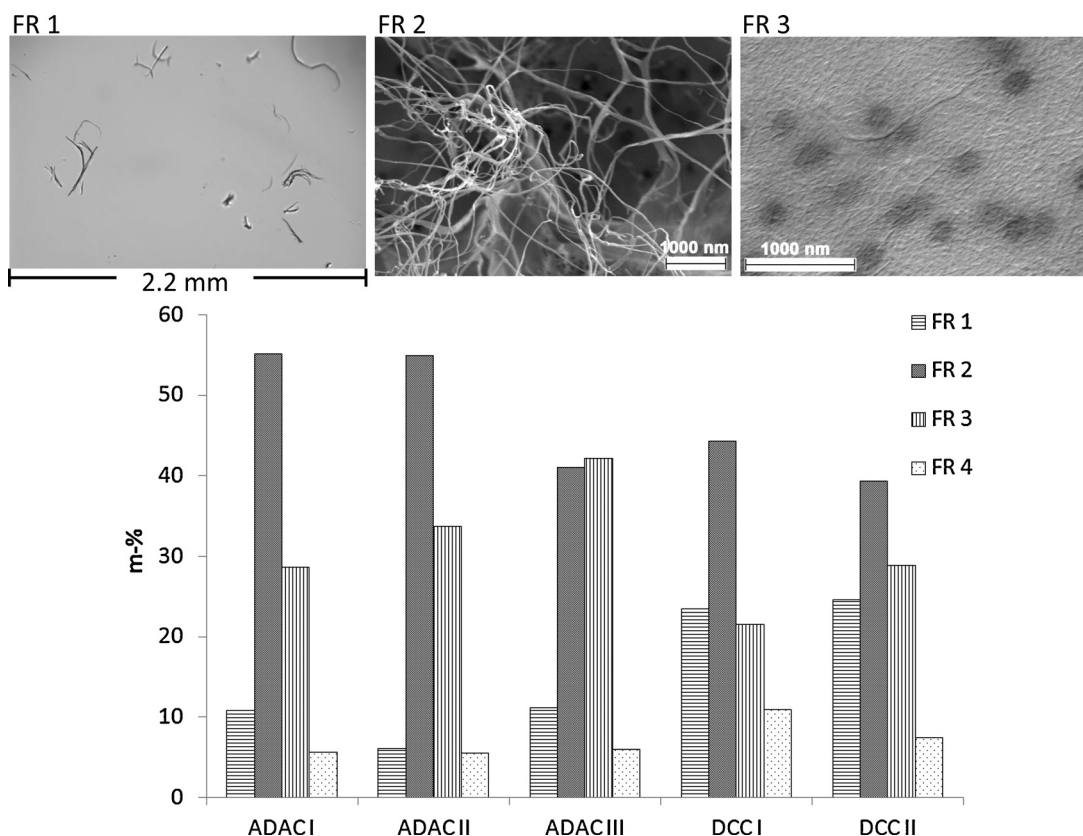 FR 1 FR 2 FR 3
1000 nm 1000 nm
2.2 mm
60
FR 1
50
FR 2
40
FR 3
FR 4
30
m-%
20
10
0
ADAC I ADAC II ADAC III DCC I DCC II